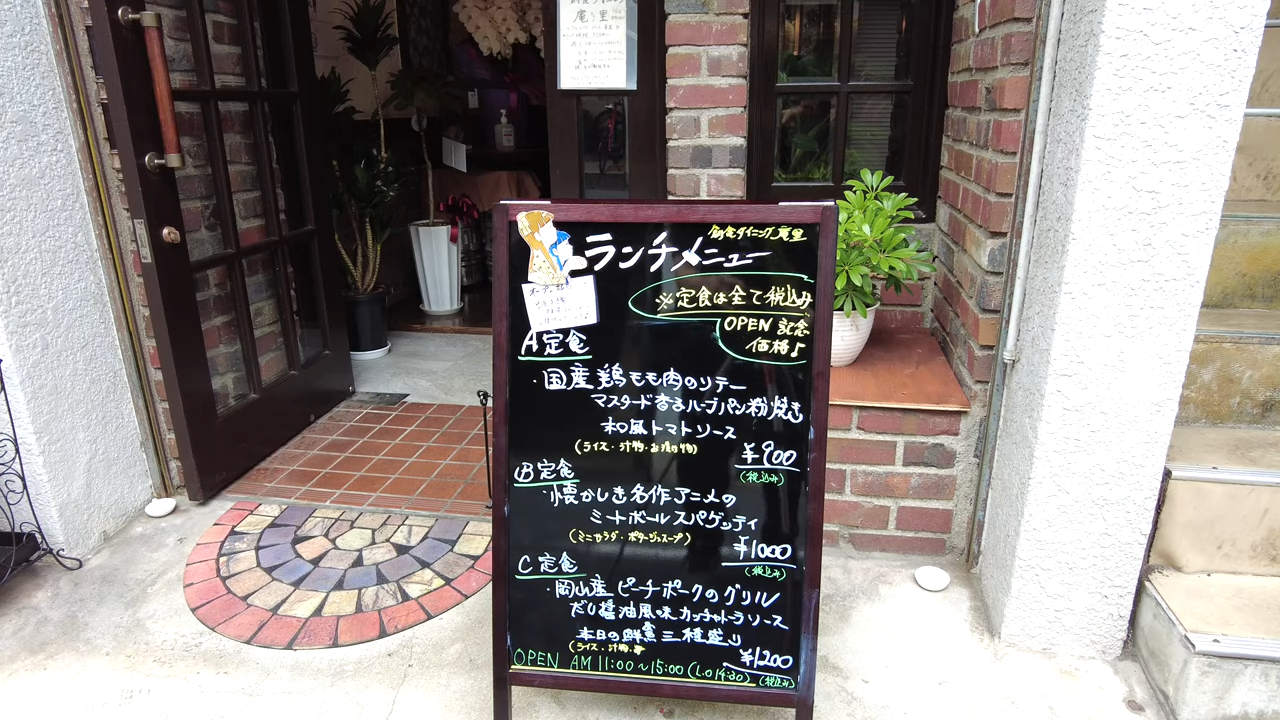 庵と里
創食ダイニング 庵里
ランチメニュー
※定食は全て税込み
OPEN 記念
価格♪
A定食
・国産鶏モモ肉のソテー
マスタード香るハーブパン粉焼き
和風トマトソース
(ライス・汁物・お漬け物)
¥900
(税込み)
B定食
・懐かしき名作アニメの
ミートボールスパゲッティ
(ミニサラダ・ポタージュスープ)
¥1000
(税込み)
C定食
・岡山産ピーチポークのグリル
だし醤油風味カッチャトーラソース
本日の鮮魚三種盛り
(ライス・汁物・
¥1200
(税込み)
OPEN AM 11:00～15:00 (L.O 14:30)